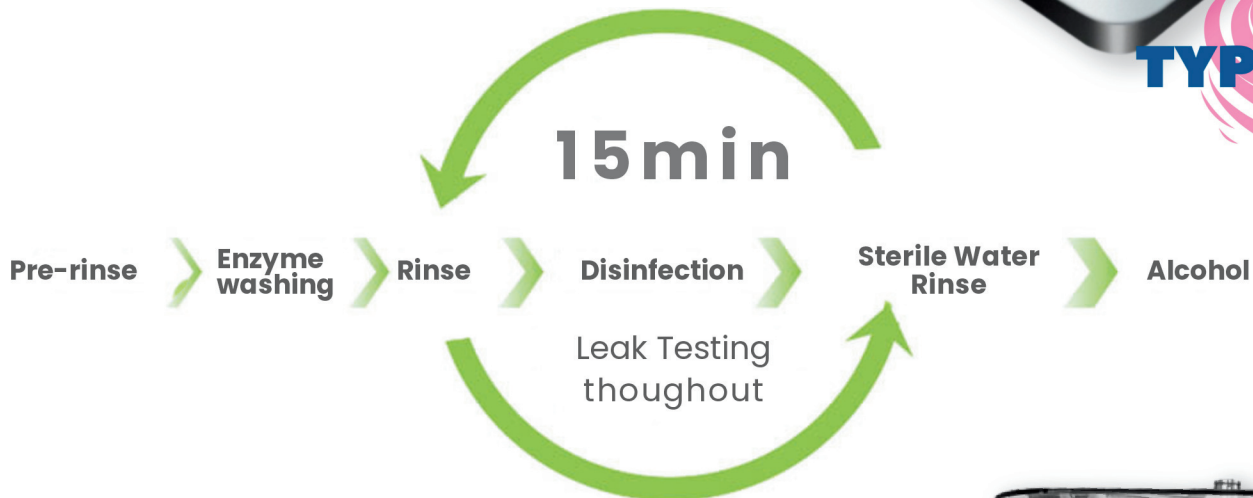 TYP
15min
Pre-rinse
Enzyme
washing
Rinse
Disinfection
Sterile Water
Rinse
Alcohol
Leak Testing
thoughout